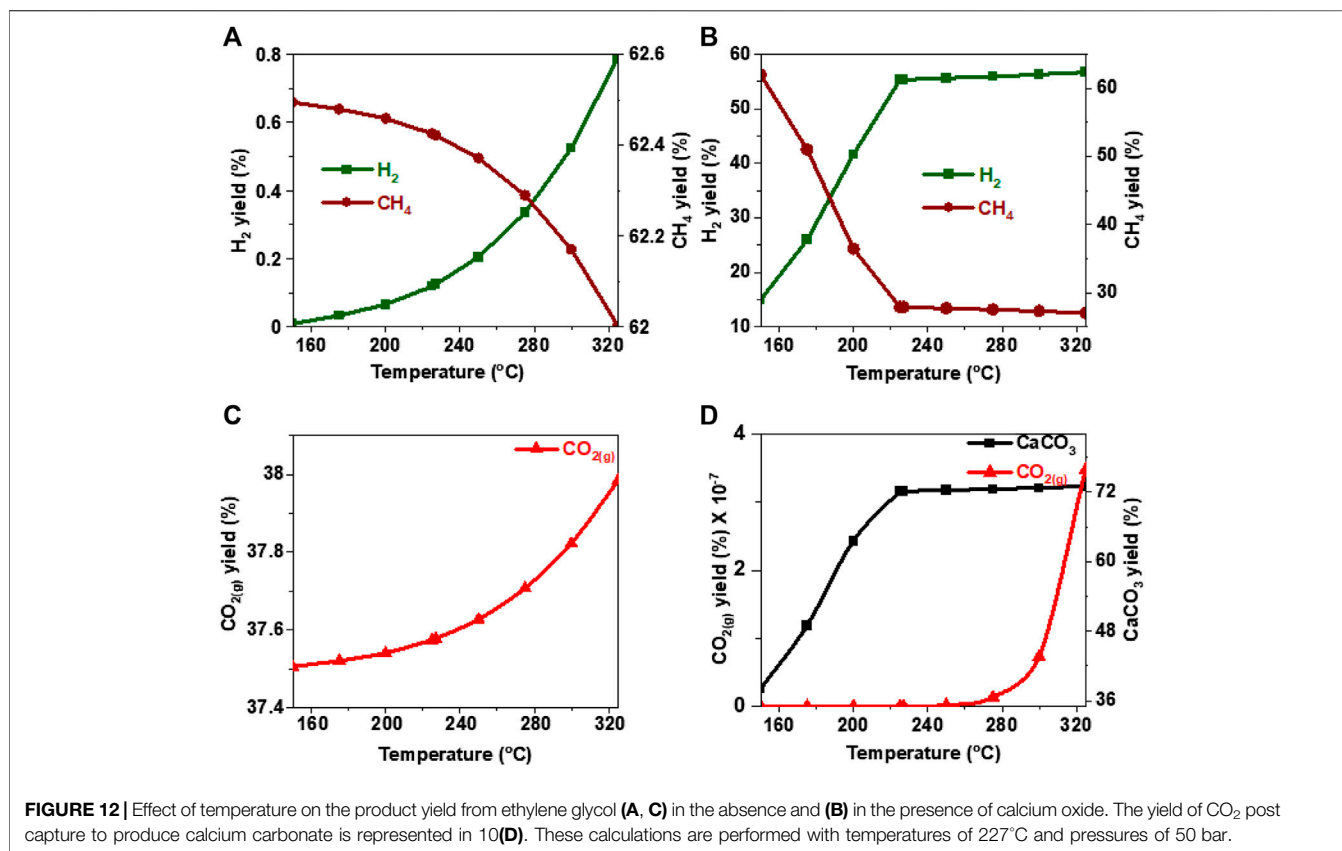 A
B
0.8
0.6
0.4
0.2
0
62.6
62.4
62.2
62
H2 yield (%)
CH4 yield (%)
H2
CH4
160 200 240 280 320
Temperature (ºC)
60
50
40
30
20
10
60
50
40
30
H2 yield (%)
CH4 yield (%)
H2
CH4
160 200 240 280 320
Temperature (ºC)
C
D
38
37.8
37.6
37.4
CO2(g) yield (%)
CO2(g)
160 200 240 280 320
Temperature (ºC)
4
2
0
72
60
48
36
CO2(g) yield (%) X 10-7
CaCO3 yield (%)
CaCO3
CO2(g)
160 200 240 280 320
Temperature (ºC)
FIGURE 12 | Effect of temperature on the product yield from ethylene glycol (A, C) in the absence and (B) in the presence of calcium oxide. The yield of CO2 post
capture to produce calcium carbonate is represented in 10(D). These calculations are performed with temperatures of 227°C and pressures of 50 bar.